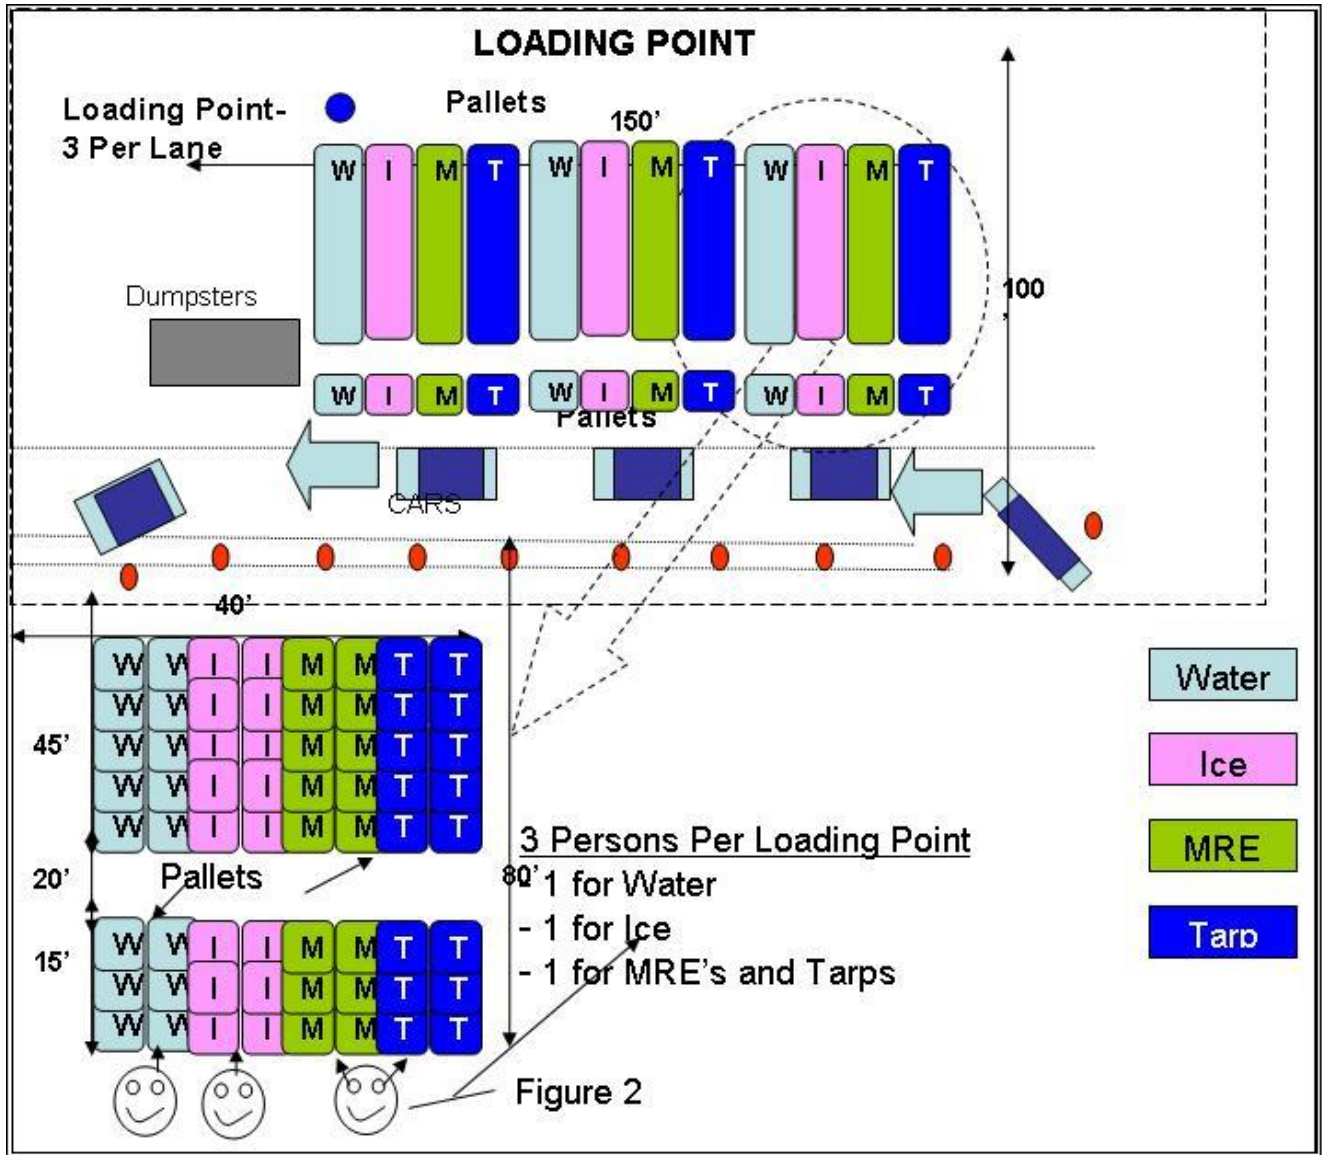 LOADING POINT
Loading Point-
3 Per Lane
Pallets
150’
W I M T W I M T W I M T
100
’
Dumpsters
W I M T W I M T W I M T
Pallets
CARS
40’
W W I I M M T T
W W I I M M T T
45’
W W I I M M T T
W W I I M M T T
W W I I M M T T
20’
Pallets
80’
15’
W W I I M M T T
W W I I M M T T
W W I I M M T T
3 Persons Per Loading Point
- 1 for Water
- 1 for Ice
- 1 for MRE's and Tarps
Figure 2
Water
Ice
MRE
Tarp